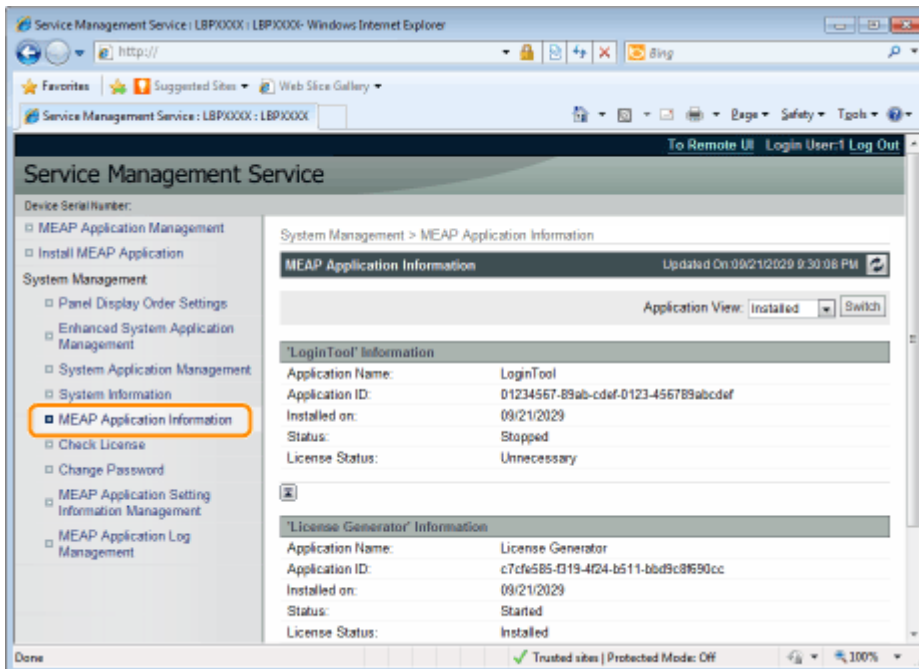 Service Management Service : LBPXXXX : LBPXXXX- Windows Internet Explorer
http://
Bing
Favorites Suggested Sites Web Slice Gallery
Service Management Service : LBPXXXX : LBPXXXX
Page Safety Tools
To Remote UI Login User:1 Log Out
Service Management Service
Device Serial Number:
MEAP Application Management
Install MEAP Application
System Management
Panel Display Order Settings
Enhanced System Application
Management
System Application Management
System Information
MEAP Application Information
Check License
Change Password
MEAP Application Setting
Information Management
MEAP Application Log
Management
System Management > MEAP Application Information
MEAP Application Information Updated On:09/21/2029 9:30:08 PM
Application View: Installed Switch
'LoginTool' Information
Application Name: LoginTool
Application ID: 01234567-89ab-cdef-0123-456789abcdef
Installed on: 09/21/2029
Status: Stopped
License Status: Unnecessary
'License Generator' Information
Application Name: License Generator
Application ID: c7cfe585-f319-4f24-b511-bbd9c8f690cc
Installed on: 09/21/2029
Status: Started
License Status: Installed
Done
Trusted sites | Protected Mode: Off
100%